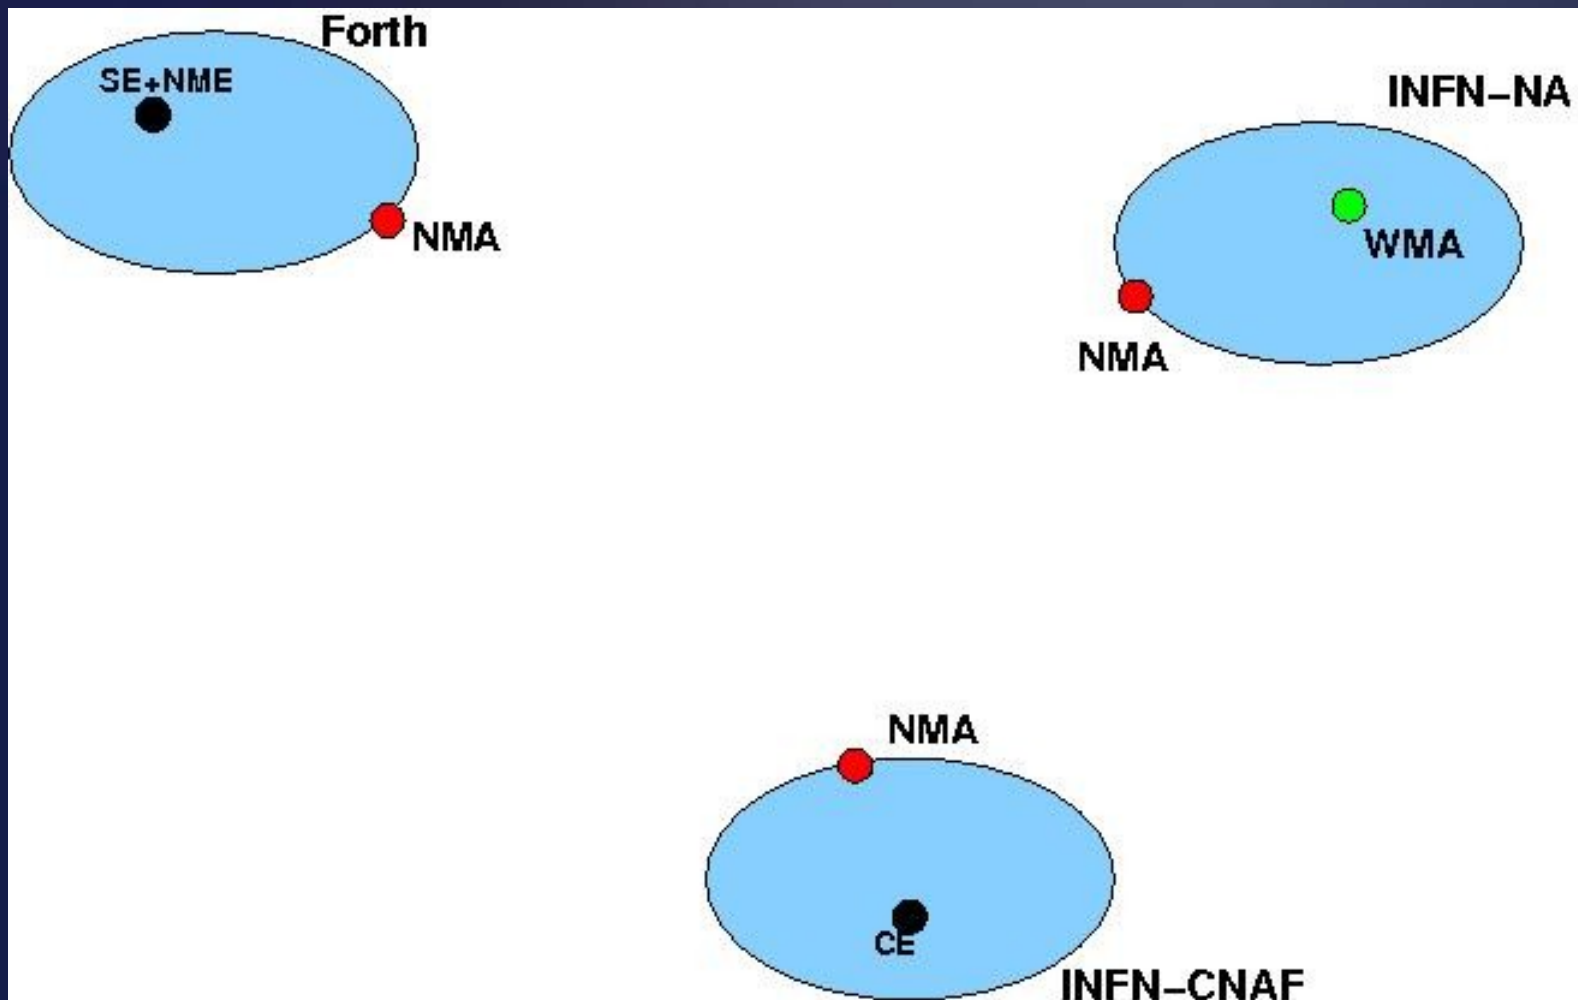 Forth
SE+NME
NMA
INFN–NA
WMA
NMA
NMA
CE
INFN–CNAF